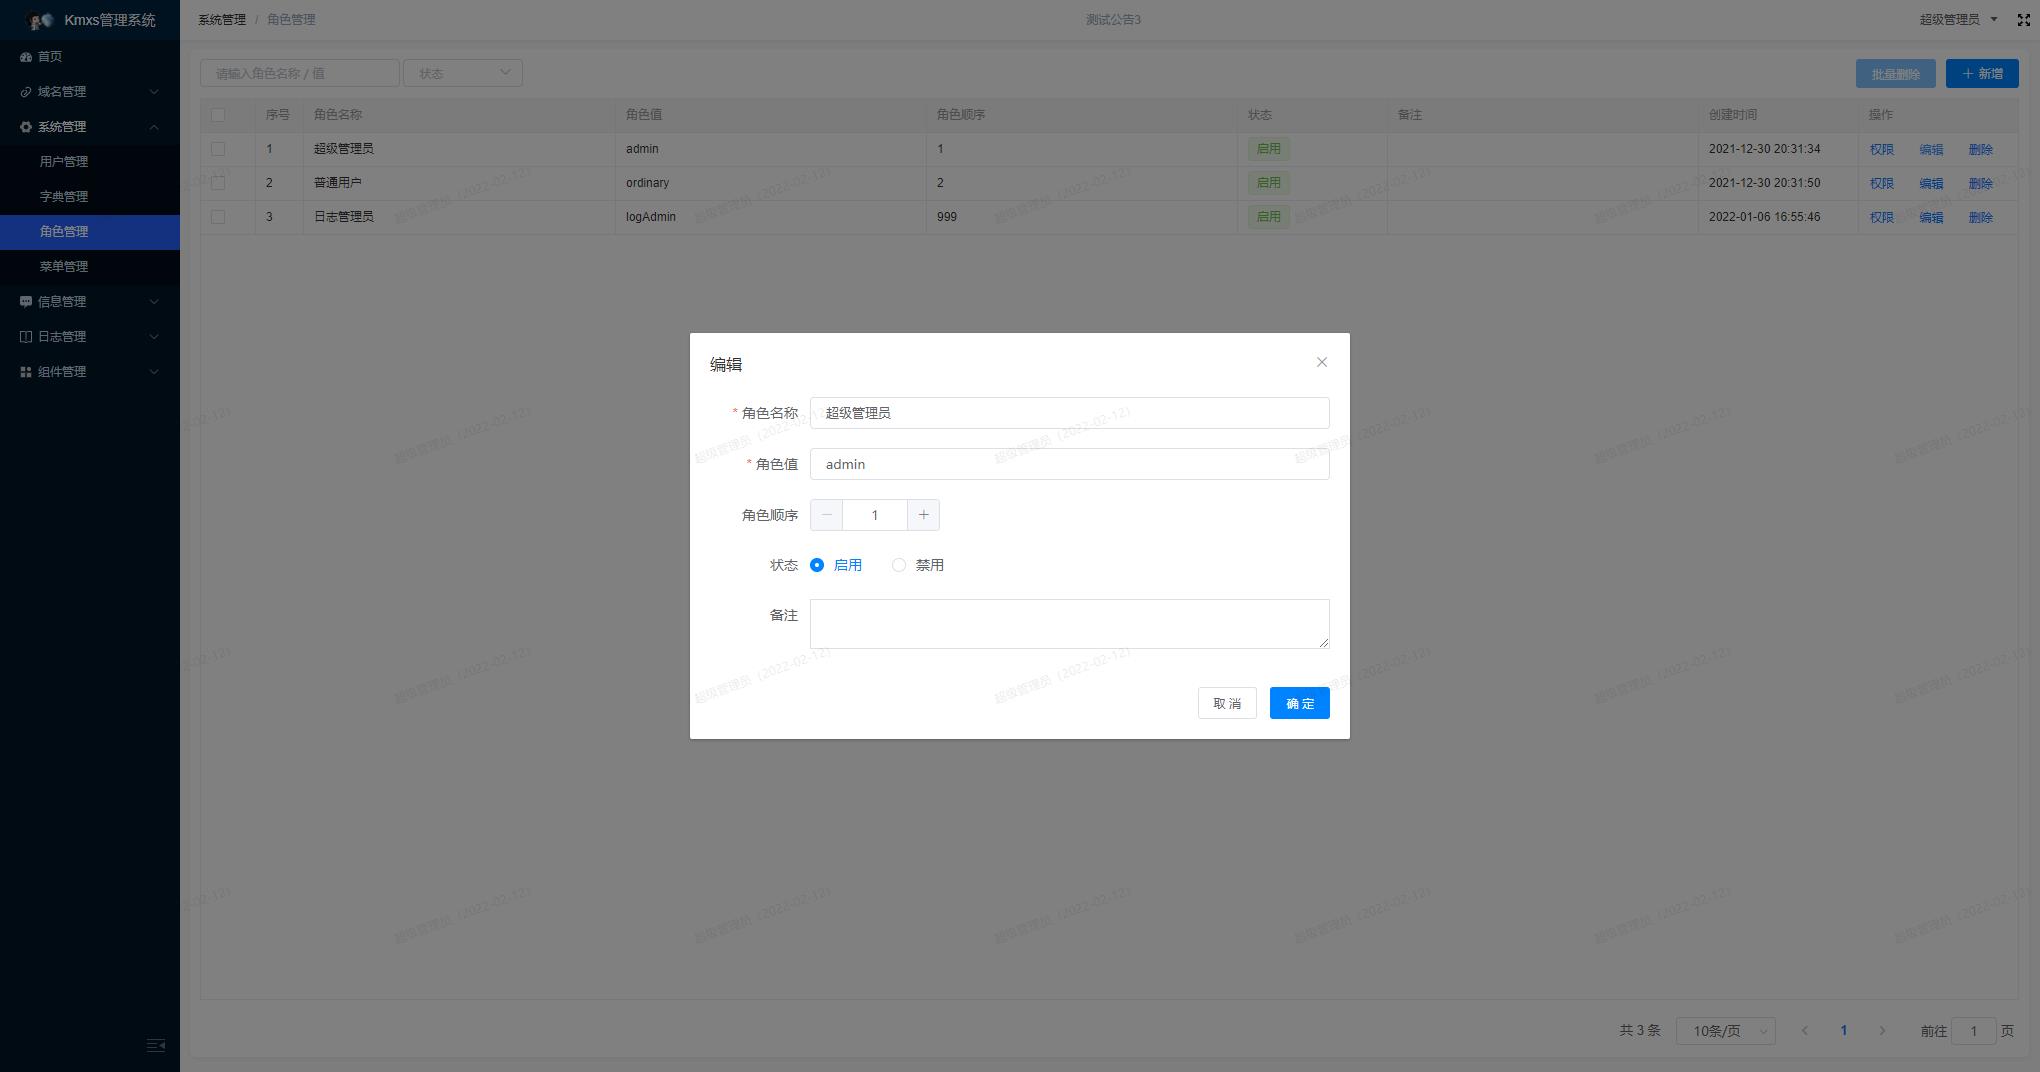 Kmxs管理系统
系统管理 / 角色管理
测试公告3
超级管理员
首页
域名管理
系统管理
用户管理
字典管理
角色管理
菜单管理
信息管理
日志管理
组件管理
请输入角色名称 / 值
状态
批量删除
新增
序号 角色名称 角色值 角色顺序 状态 备注 创建时间 操作
1 超级管理员 admin 1 启用 2021-12-30 20:31:34 权限 编辑 删除
2 普通用户 ordinary 2 启用 2021-12-30 20:31:50 权限 编辑 删除
3 日志管理员 logAdmin 999 启用 2022-01-06 16:55:46 权限 编辑 删除
编辑
* 角色名称 超级管理员
* 角色值 admin
角色顺序 1
状态 启用 禁用
备注
取 消
确 定
共 3 条 10条/页 1 前往 1 页
超级管理员（2022-02-12）